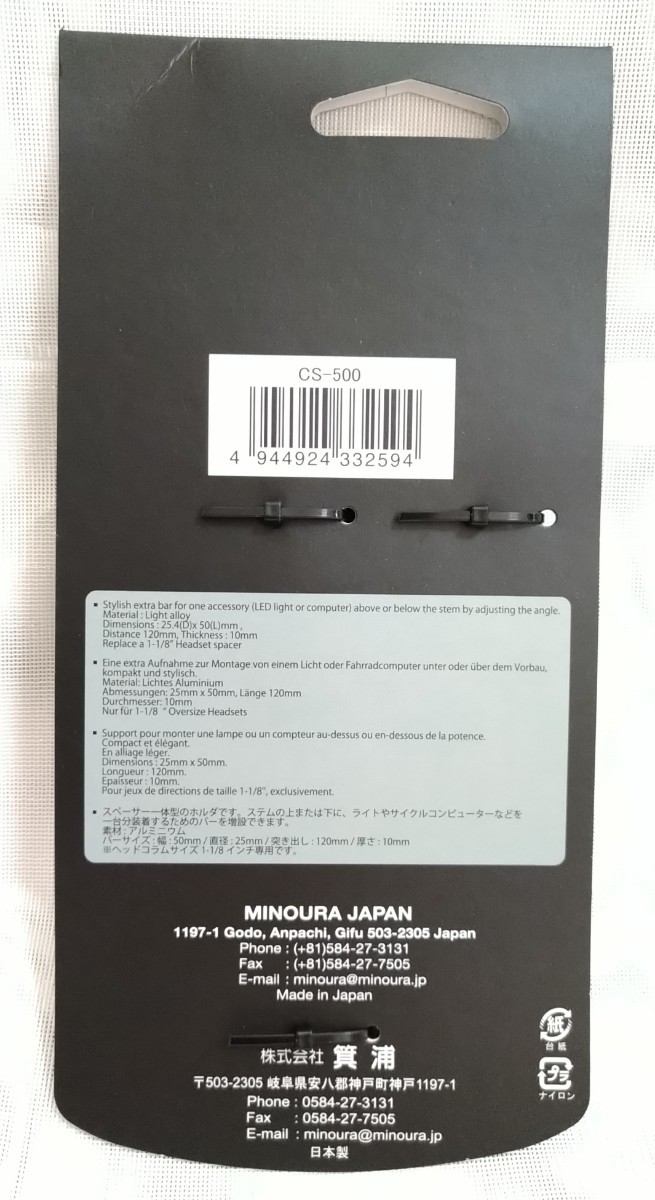 CS-500
4 944924 332594
▪ Stylish extra bar for one accessory (LED light or computer) above or below the stem by adjusting the angle.
Material : Light alloy
Dimensions : 25.4(D)x 50(L)mm ,
Distance 120mm, Thickness : 10mm
Replace a 1-1/8" Headset spacer
▪ Eine extra Aufnahme zur Montage von einem Licht oder Fahrradcomputer unter oder über dem Vorbau,
kompakt und stylisch.
Material: Lichtes Aluminium
Abmessungen: 25mm x 50mm, Länge 120mm
Durchmesser: 10mm
Nur für 1-1/8 " Oversize Headsets
▪ Support pour monter une lampe ou un compteur au-dessus ou en-dessous de la potence.
Compact et élégant.
En alliage léger.
Dimensions : 25mm x 50mm.
Longueur : 120mm.
Epaisseur : 10mm.
Pour jeux de directions de taille 1-1/8", exclusivement.
▪ スペーサー一体型のホルダです。ステムの上または下に、ライトやサイクルコンピューターなどを
一台分装着するためのバーを増設できます。
素材 : アルミニウム
バーサイズ : 幅 : 50mm / 直径 : 25mm / 突き出し : 120mm / 厚さ : 10mm
※ヘッドコラムサイズ 1-1/8 インチ専用です。
MINOURA JAPAN
1197-1 Godo, Anpachi, Gifu 503-2305 Japan
Phone : (+81)584-27-3131
Fax : (+81)584-27-7505
E-mail : minoura@minoura.jp
Made in Japan
株式会社 箕浦
〒503-2305 岐阜県安八郡神戸町神戸1197-1
Phone : 0584-27-3131
Fax : 0584-27-7505
E-mail : minoura@minoura.jp
日本製
紙
台紙
プラ
ナイロン